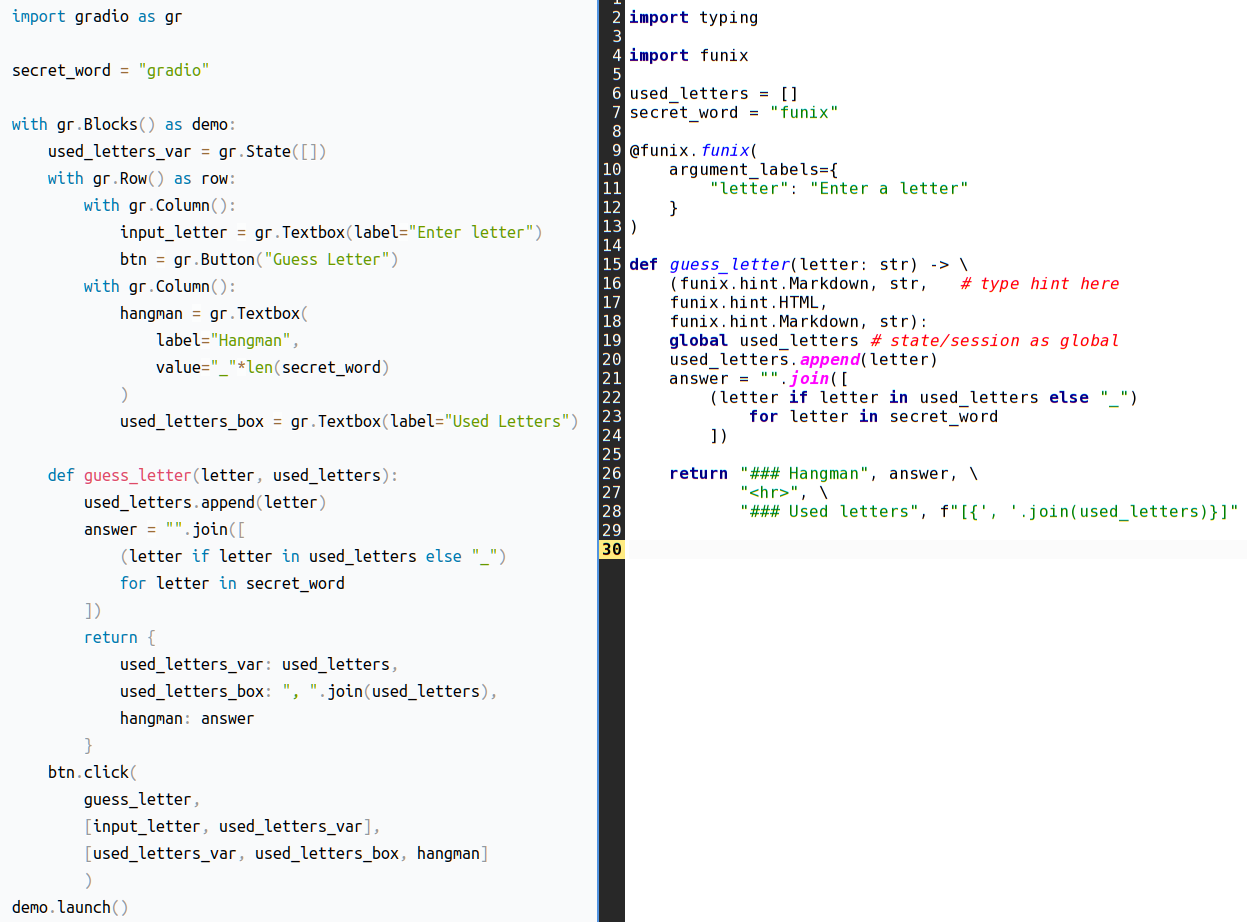 import gradio as gr
secret_word = "gradio"
with gr.Blocks() as demo:
    used_letters_var = gr.State([])
    with gr.Row() as row:
        with gr.Column():
            input_letter = gr.Textbox(label="Enter letter")
            btn = gr.Button("Guess Letter")
        with gr.Column():
            hangman = gr.Textbox(
                label="Hangman",
                value="_"*len(secret_word)
            )
            used_letters_box = gr.Textbox(label="Used Letters")
    def guess_letter(letter, used_letters):
        used_letters.append(letter)
        answer = "".join([
            (letter if letter in used_letters else "_")
            for letter in secret_word
        ])
        return {
            used_letters_var: used_letters,
            used_letters_box: ", ".join(used_letters),
            hangman: answer
        }
    btn.click(
        guess_letter,
        [input_letter, used_letters_var],
        [used_letters_var, used_letters_box, hangman]
        )
demo.launch()
2 import typing
3
4 import funix
5
6 used_letters = []
7 secret_word = "funix"
8
9 @funix.funix(
10     argument_labels={
11         "letter": "Enter a letter"
12     }
13 )
14
15 def guess_letter(letter: str) -> \
16     (funix.hint.Markdown, str,   # type hint here
17     funix.hint.HTML,
18     funix.hint.Markdown, str):
19     global used_letters # state/session as global
20     used_letters.append(letter)
21     answer = "".join([
22         (letter if letter in used_letters else "_")
23             for letter in secret_word
24         ])
25
26     return "### Hangman", answer, \
27            "<hr>", \
28            "### Used letters", f"[{', '.join(used_letters)}]"
29
30